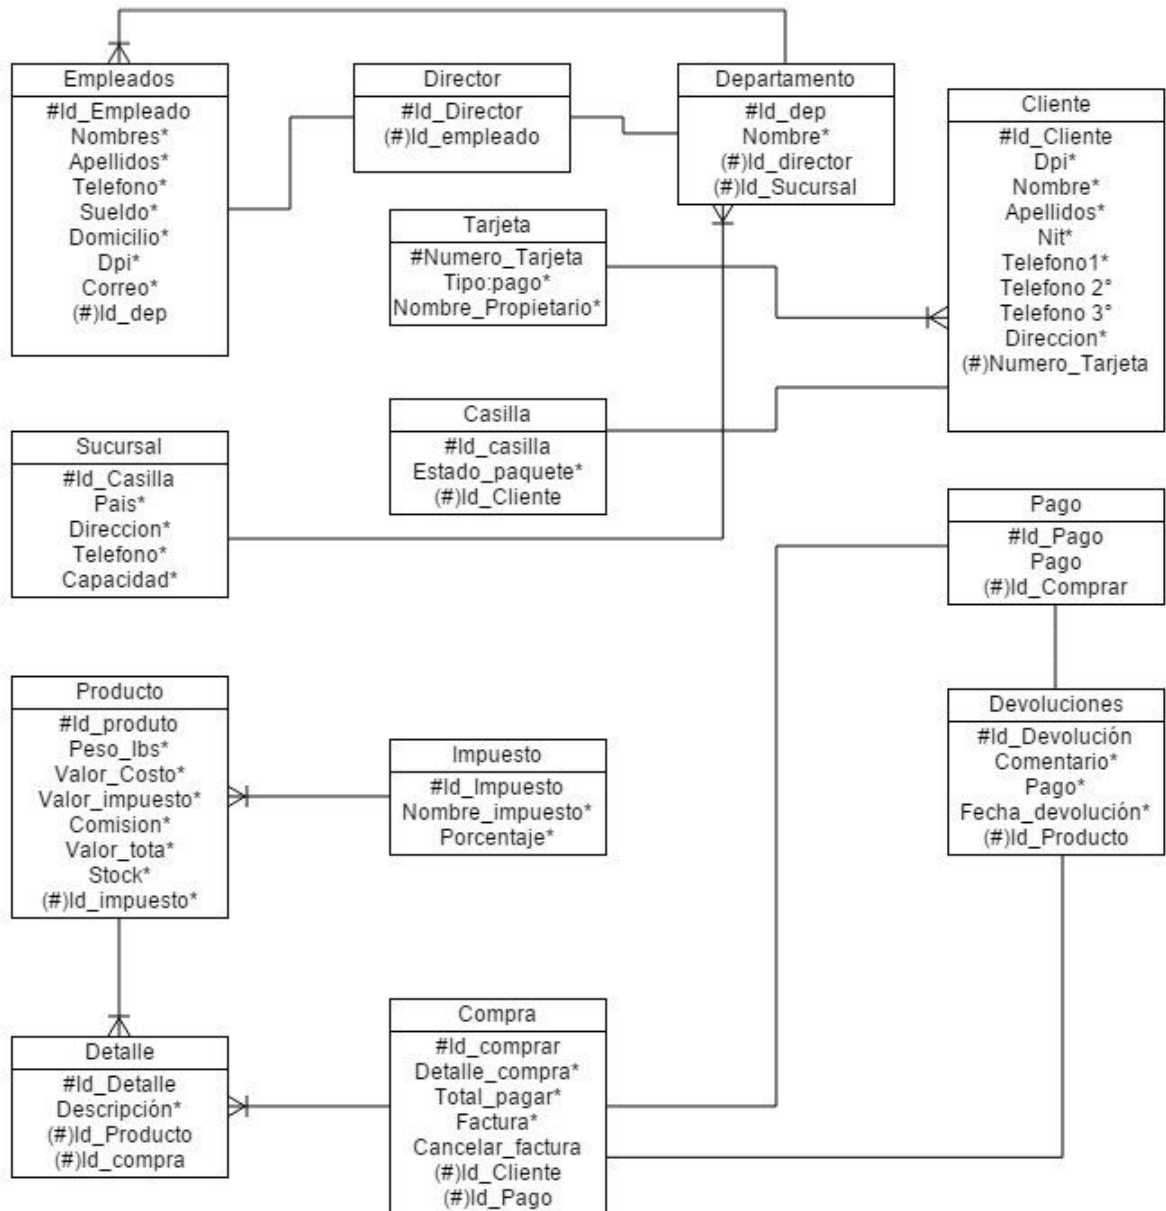 Empleados
#Id_Empleado
Nombres*
Apellidos*
Telefono*
Sueldo*
Domicilio*
Dpi*
Correo*
(#)Id_dep
Director
#Id_Director
(#)Id_empleado
Departamento
#Id_dep
Nombre*
(#)Id_director
(#)Id_Sucursal
Cliente
#Id_Cliente
Dpi*
Nombre*
Apellidos*
Nit*
Telefono1*
Telefono 2°
Telefono 3°
Direccion*
(#)Numero_Tarjeta
Tarjeta
#Numero_Tarjeta
Tipo:pago*
Nombre_Propietario*
Casilla
#Id_casilla
Estado_paquete*
(#)Id_Cliente
Sucursal
#Id_Casilla
Pais*
Direccion*
Telefono*
Capacidad*
Pago
#Id_Pago
Pago
(#)Id_Comprar
Producto
#Id_produto
Peso_lbs*
Valor_Costo*
Valor_impuesto*
Comision*
Valor_tota*
Stock*
(#)Id_impuesto*
Impuesto
#Id_Impuesto
Nombre_impuesto*
Porcentaje*
Devoluciones
#Id_Devolución
Comentario*
Pago*
Fecha_devolución*
(#)Id_Producto
Detalle
#Id_Detalle
Descripción*
(#)Id_Producto
(#)Id_compra
Compra
#Id_comprar
Detalle_compra*
Total_pagar*
Factura*
Cancelar_factura
(#)Id_Cliente
(#)Id_Pago